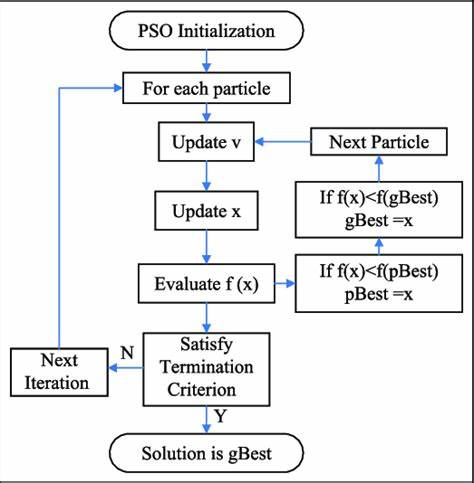 PSO Initialization
For each particle
Update v
Next Particle
Update x
If f(x)<f(gBest)
gBest =x
Evaluate f (x)
If f(x)<f(pBest)
pBest =x
Satisfy
Termination
Criterion
N
Next
Iteration
Y
Solution is gBest